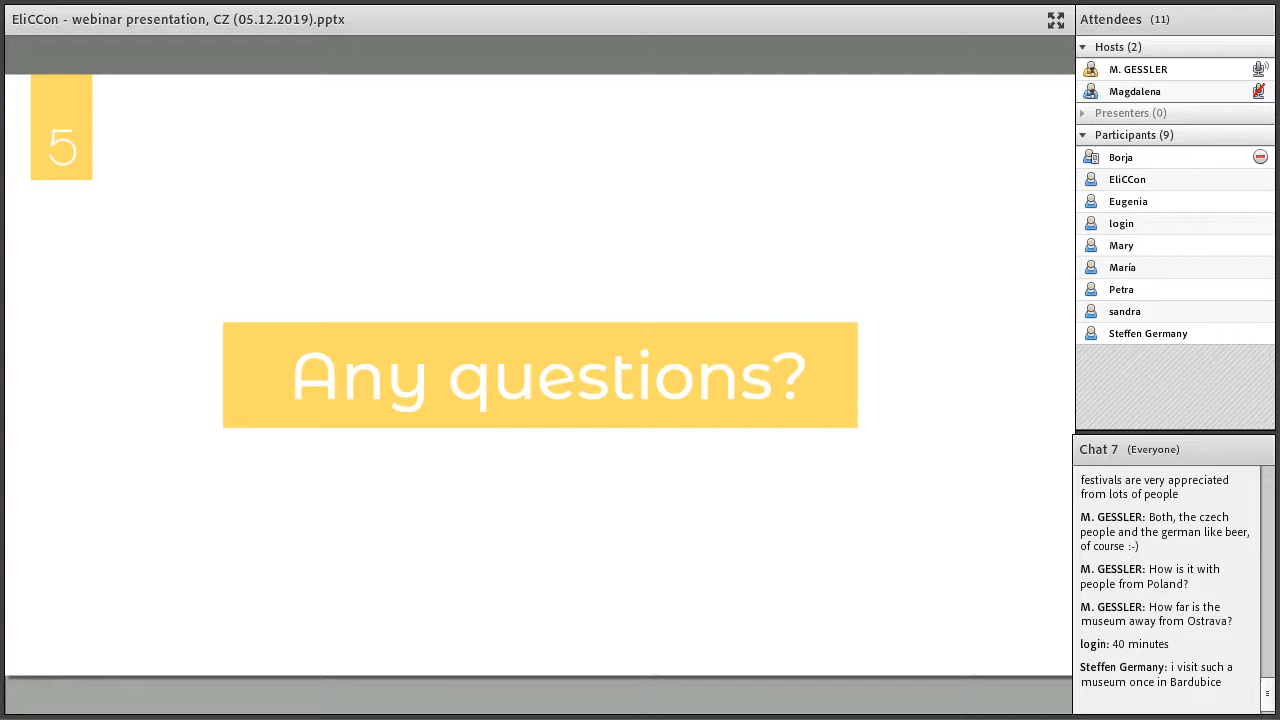 EliCCon - webinar presentation, CZ (05.12.2019).pptx
5
Any questions?
Attendees (11)
Hosts (2)
M. GESSLER
Magdalena
Presenters (0)
Participants (9)
Borja
EliCCon
Eugenia
login
Mary
María
Petra
sandra
Steffen Germany
Chat 7 (Everyone)
festivals are very appreciated
from lots of people
M. GESSLER: Both, the czech
people and the german like beer,
of course :-)
M. GESSLER: How is it with
people from Poland?
M. GESSLER: How far is the
museum away from Ostrava?
login: 40 minutes
Steffen Germany: i visit such a
museum once in Bardubice